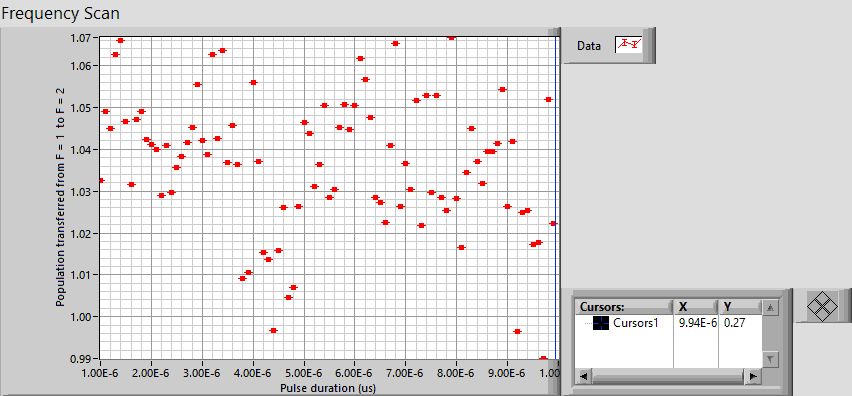 Frequency Scan
Data
Population transferred from F = 1 to F = 2
1.07
1.06
1.05
1.04
1.03
1.02
1.01
1.00
0.99
1.00E-6 2.00E-6 3.00E-6 4.00E-6 5.00E-6 6.00E-6 7.00E-6 8.00E-6 9.00E-6 1.00
Pulse duration (us)
Cursors: X Y
Cursors1 9.94E-6 0.27